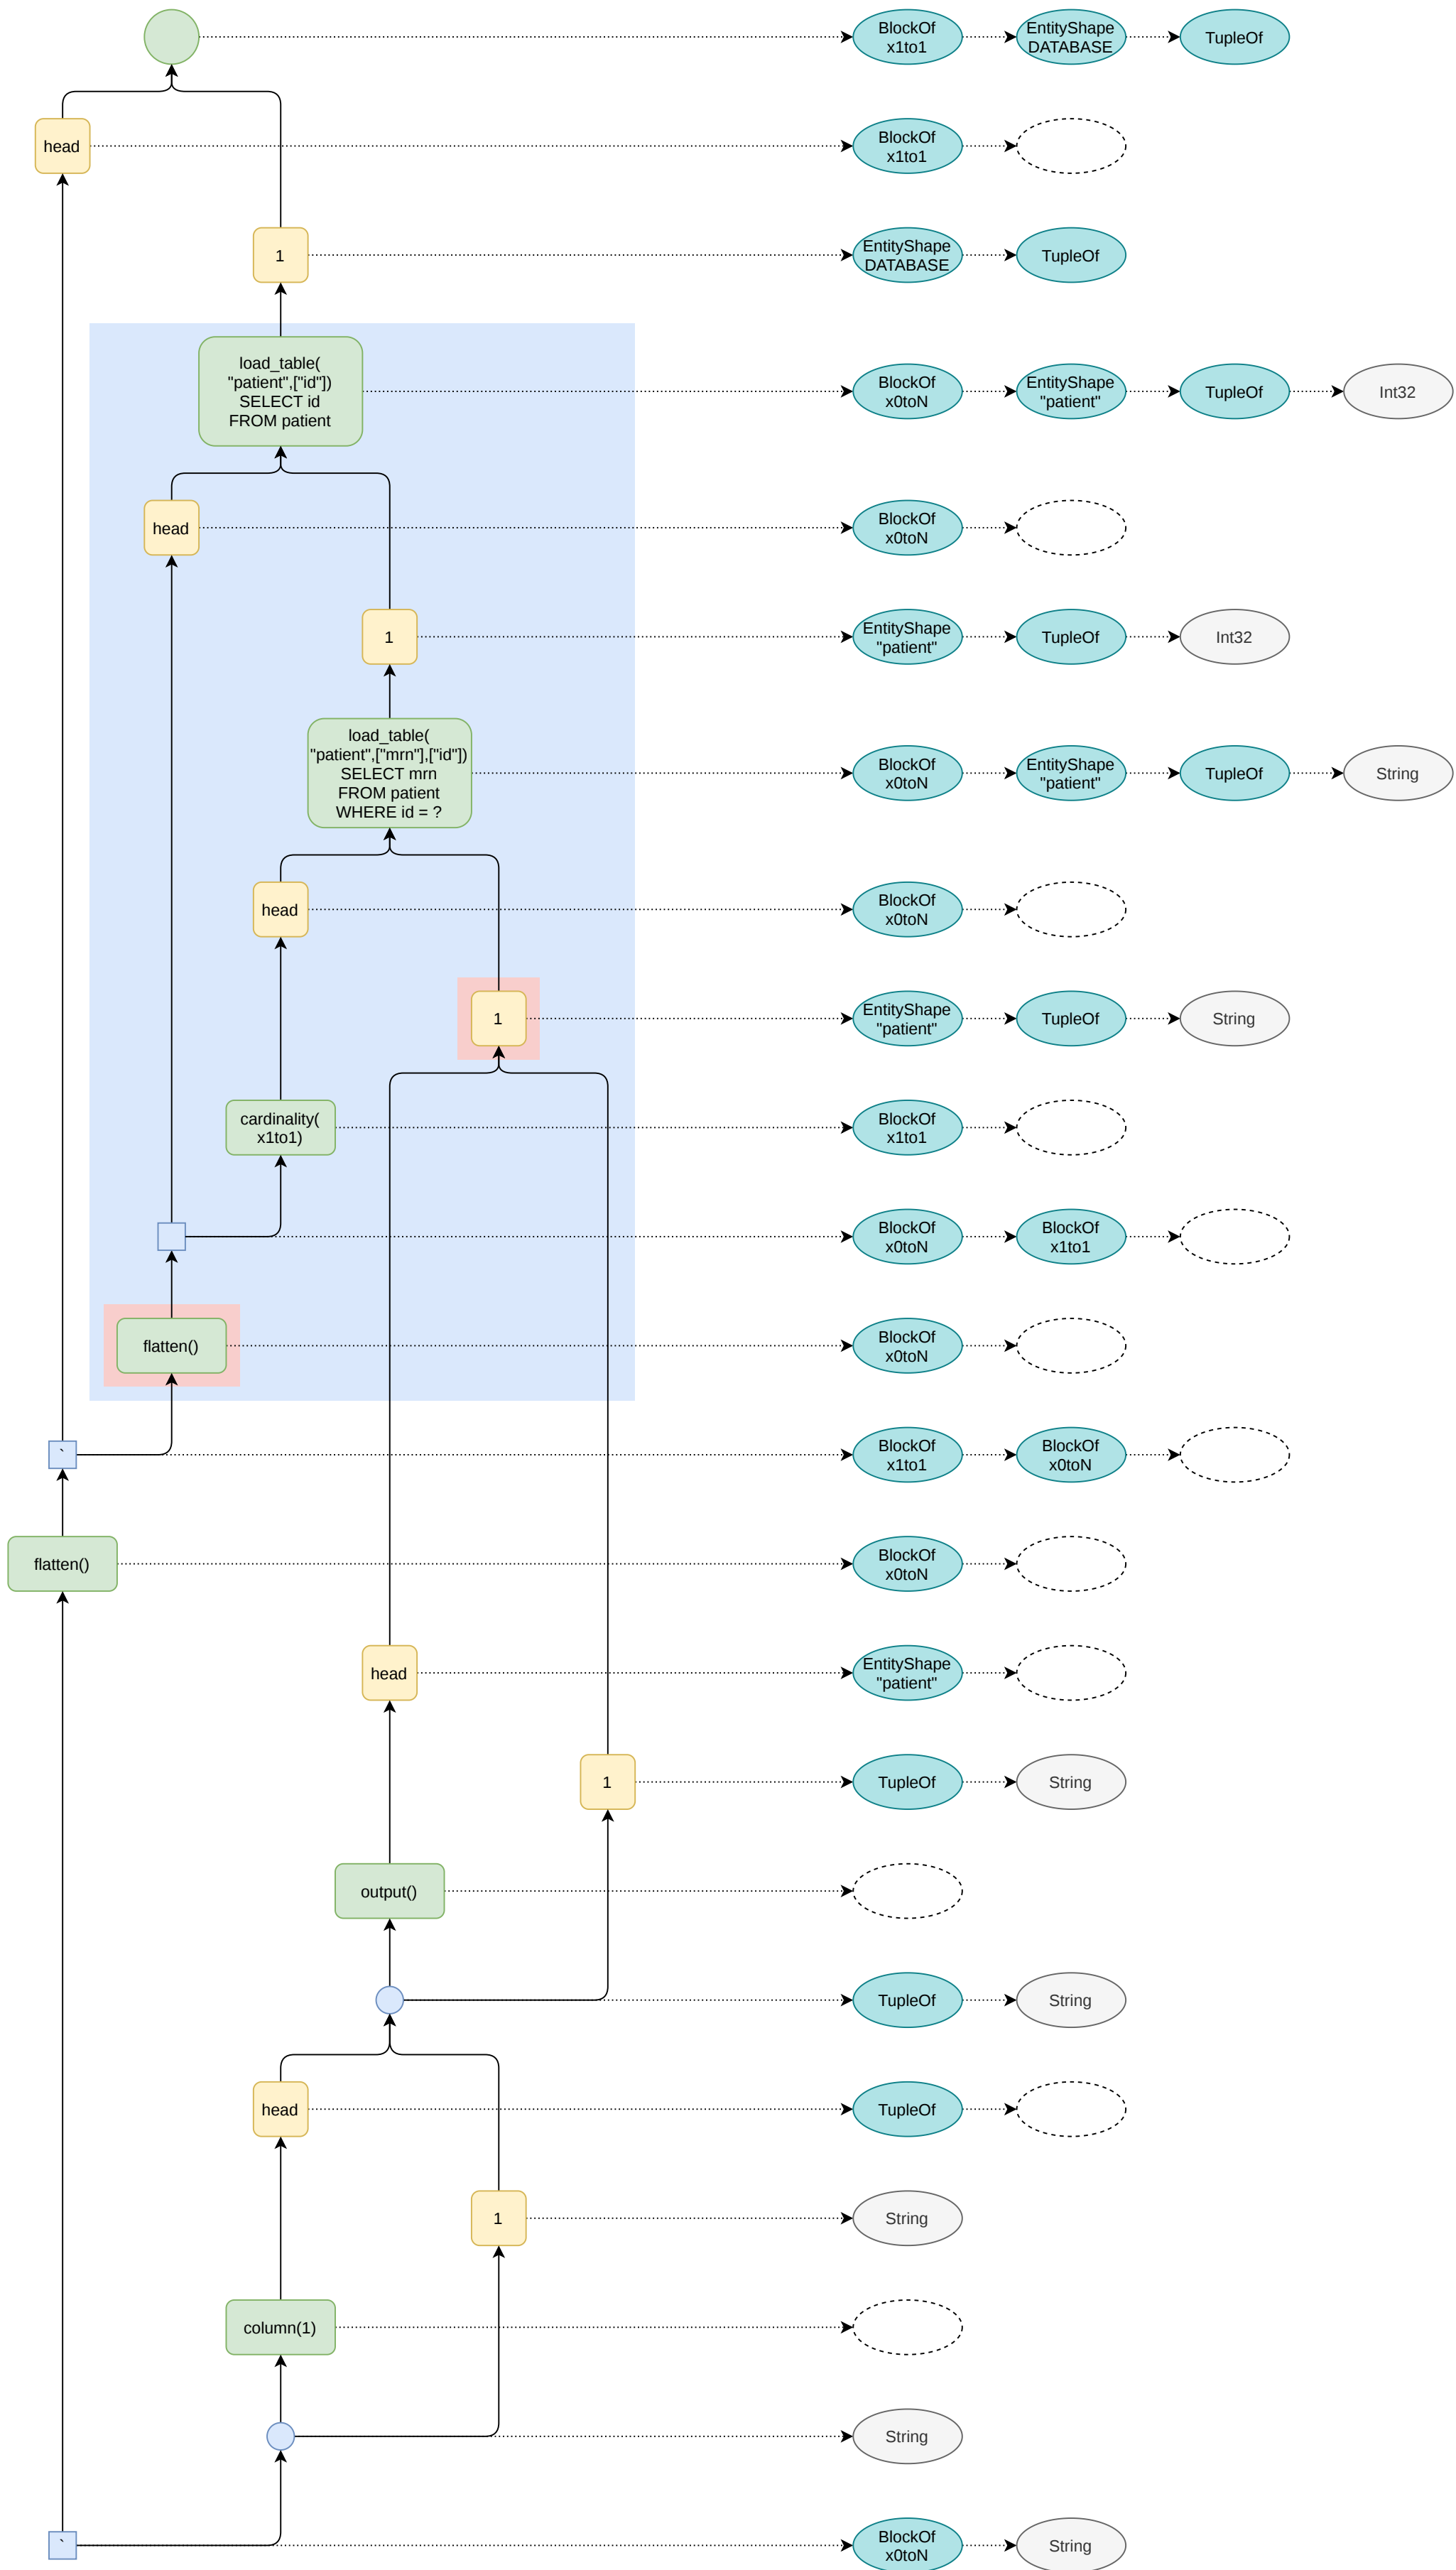 BlockOf
x1to1
EntityShape
DATABASE
TupleOf
head
BlockOf
x1to1
1
EntityShape
DATABASE
TupleOf
load_table(
"patient",["id"])
SELECT id
FROM patient
BlockOf
x0toN
EntityShape
"patient"
TupleOf
Int32
head
BlockOf
x0toN
1
EntityShape
"patient"
TupleOf
Int32
load_table(
"patient",["mrn"],["id"])
SELECT mrn
FROM patient
WHERE id = ?
BlockOf
x0toN
EntityShape
"patient"
TupleOf
String
head
BlockOf
x0toN
1
EntityShape
"patient"
TupleOf
String
cardinality(
x1to1)
BlockOf
x1to1
BlockOf
x0toN
BlockOf
x1to1
flatten()
BlockOf
x0toN
`
BlockOf
x1to1
BlockOf
x0toN
flatten()
BlockOf
x0toN
head
EntityShape
"patient"
1
TupleOf
String
output()
TupleOf
String
head
TupleOf
1
String
column(1)
String
`
BlockOf
x0toN
String